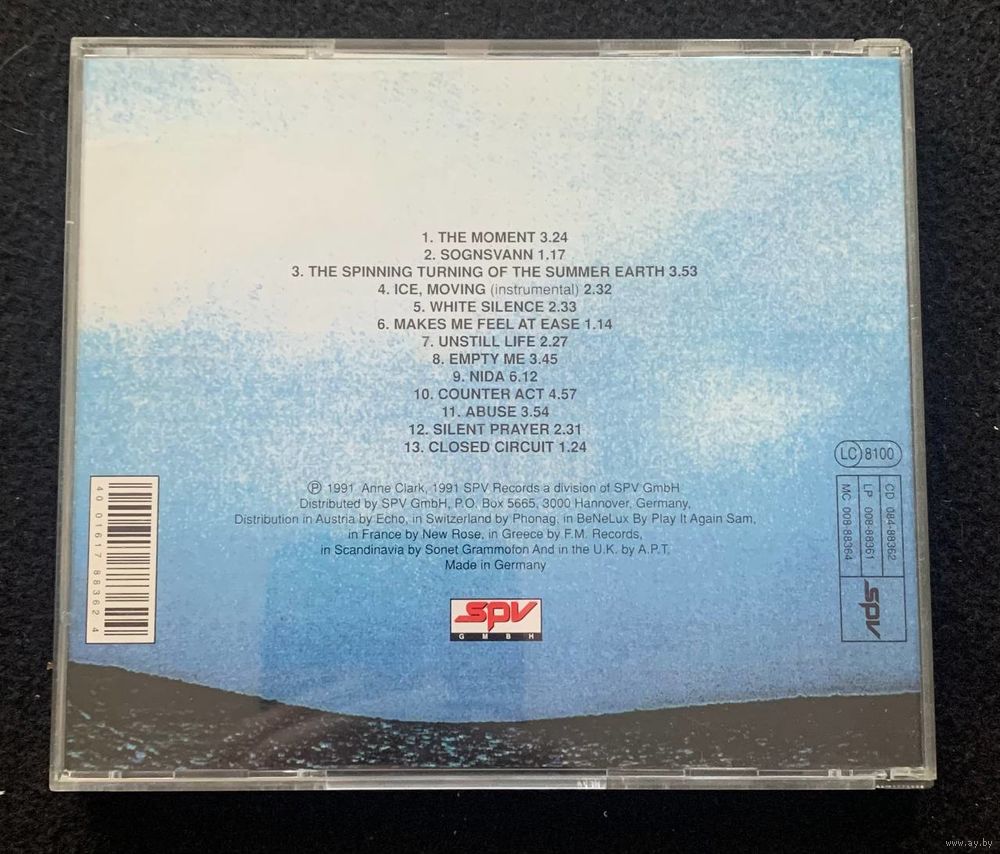 1. THE MOMENT 3.24
2. SOGNSVANN 1.17
3. THE SPINNING TURNING OF THE SUMMER EARTH 3.53
4. ICE, MOVING (instrumental) 2.32
5. WHITE SILENCE 2.33
6. MAKES ME FEEL AT EASE 1.14
7. UNSTILL LIFE 2.27
8. EMPTY ME 3.45
9. NIDA 6.12
10. COUNTER ACT 4.57
11. ABUSE 3.54
12. SILENT PRAYER 2.31
13. CLOSED CIRCUIT 1.24
LC 8100
CD 084-88362
LP 008-88361
MC 008-88364
spv
4 001617 883624
Ⓟ 1991 Anne Clark, 1991 SPV Records a division of SPV GmbH
Distributed by SPV GmbH, P.O. Box 5665, 3000 Hannover, Germany,
Distribution in Austria by Echo, in Switzerland by Phonag, in BeNeLux By Play It Again Sam,
in France by New Rose, in Greece by F.M. Records,
in Scandinavia by Sonet Grammofon And in the U.K. by A.P.T.
Made in Germany
spv
GMBH
www.ay.by